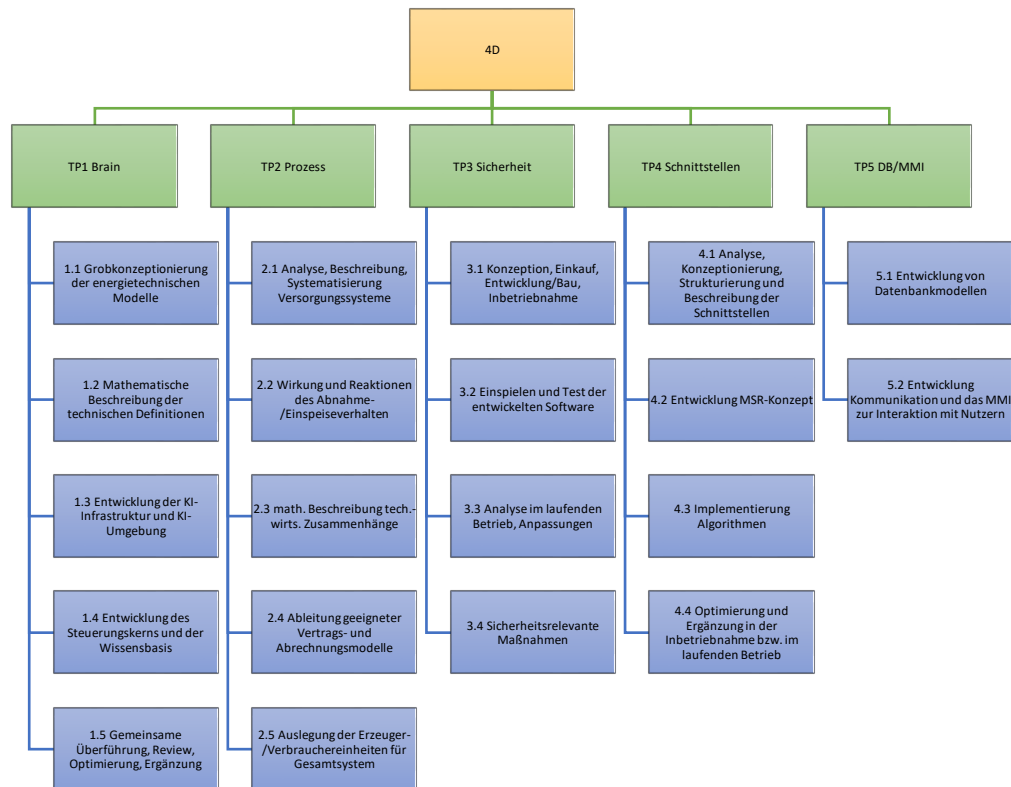 4D
TP1 Brain
TP2 Prozess
TP3 Sicherheit
TP4 Schnittstellen
TP5 DB/MMI
1.1 Grobkonzeptionierung
der energietechnischen
Modelle
1.2 Mathematische
Beschreibung der
technischen Definitionen
1.3 Entwicklung der KI-
Infrastruktur und KI-
Umgebung
1.4 Entwicklung des
Steuerungskerns und der
Wissensbasis
1.5 Gemeinsame
Überführung, Review,
Optimierung, Ergänzung
2.1 Analyse, Beschreibung,
Systematisierung
Versorgungssysteme
2.2 Wirkung und Reaktionen
des Abnahme-
/Einspeiseverhalten
2.3 math. Beschreibung tech.-
wirts. Zusammenhänge
2.4 Ableitung geeigneter
Vertrags- und
Abrechnungsmodelle
2.5 Auslegung der Erzeuger-
/Verbrauchereinheiten für
Gesamtsystem
3.1 Konzeption, Einkauf,
Entwicklung/Bau,
Inbetriebnahme
3.2 Einspielen und Test der
entwickelten Software
3.3 Analyse im laufenden
Betrieb, Anpassungen
3.4 Sicherheitsrelevante
Maßnahmen
4.1 Analyse,
Konzeptionierung,
Strukturierung und
Beschreibung der
Schnittstellen
4.2 Entwicklung MSR-Konzept
4.3 Implementierung
Algorithmen
4.4 Optimierung und
Ergänzung in der
Inbetriebnahme bzw. im
laufenden Betrieb
5.1 Entwicklung von
Datenbankmodellen
5.2 Entwicklung
Kommunikation und das MMI
zur Interaktion mit Nutzern